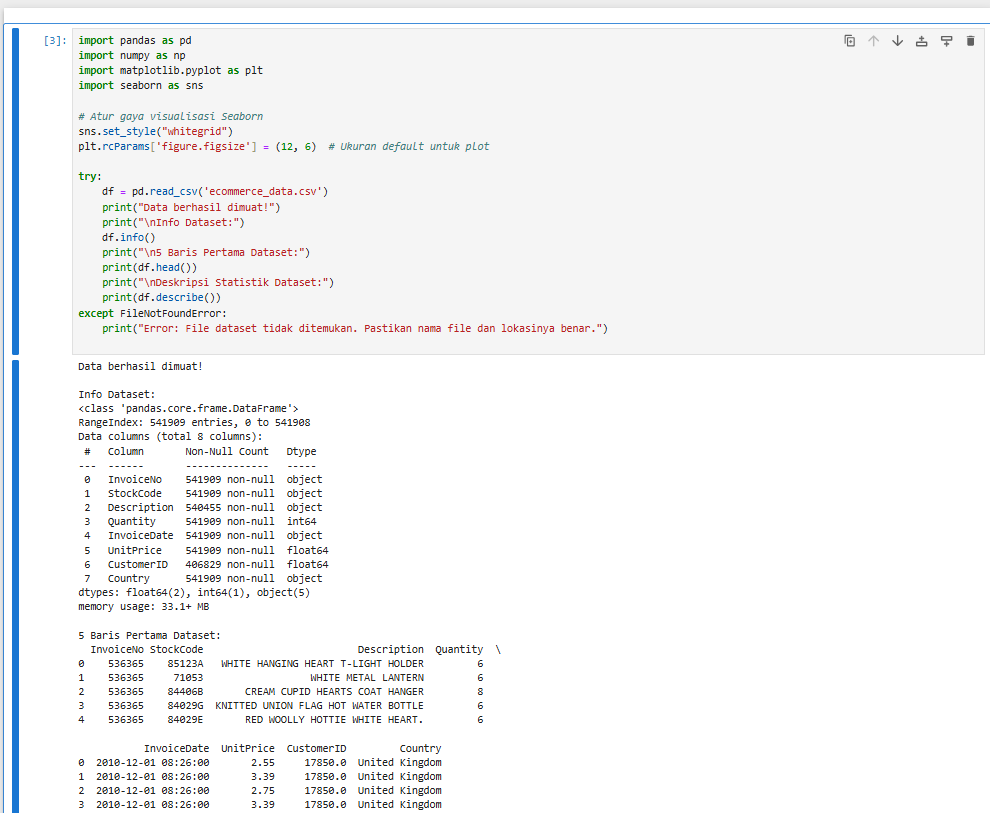 [3]: import pandas as pd
import numpy as np
import matplotlib.pyplot as plt
import seaborn as sns

# Atur gaya visualisasi Seaborn
sns.set_style("whitegrid")
plt.rcParams['figure.figsize'] = (12, 6)  # Ukuran default untuk plot

try:
    df = pd.read_csv('ecommerce_data.csv')
    print("Data berhasil dimuat!")
    print("\nInfo Dataset:")
    df.info()
    print("\n5 Baris Pertama Dataset:")
    print(df.head())
    print("\nDeskripsi Statistik Dataset:")
    print(df.describe())
except FileNotFoundError:
    print("Error: File dataset tidak ditemukan. Pastikan nama file dan lokasinya benar.")

Data berhasil dimuat!

Info Dataset:
<class 'pandas.core.frame.DataFrame'>
RangeIndex: 541909 entries, 0 to 541908
Data columns (total 8 columns):
 #   Column       Non-Null Count   Dtype
---  ------       --------------   -----
 0   InvoiceNo    541909 non-null  object
 1   StockCode    541909 non-null  object
 2   Description  540455 non-null  object
 3   Quantity     541909 non-null  int64
 4   InvoiceDate  541909 non-null  object
 5   UnitPrice    541909 non-null  float64
 6   CustomerID   406829 non-null  float64
 7   Country      541909 non-null  object
dtypes: float64(2), int64(1), object(5)
memory usage: 33.1+ MB

5 Baris Pertama Dataset:
  InvoiceNo StockCode                          Description  Quantity  \
0    536365    85123A   WHITE HANGING HEART T-LIGHT HOLDER         6
1    536365     71053                  WHITE METAL LANTERN         6
2    536365    84406B       CREAM CUPID HEARTS COAT HANGER         8
3    536365    84029G  KNITTED UNION FLAG HOT WATER BOTTLE         6
4    536365    84029E       RED WOOLLY HOTTIE WHITE HEART.         6

           InvoiceDate  UnitPrice  CustomerID         Country
0  2010-12-01 08:26:00       2.55     17850.0  United Kingdom
1  2010-12-01 08:26:00       3.39     17850.0  United Kingdom
2  2010-12-01 08:26:00       2.75     17850.0  United Kingdom
3  2010-12-01 08:26:00       3.39     17850.0  United Kingdom